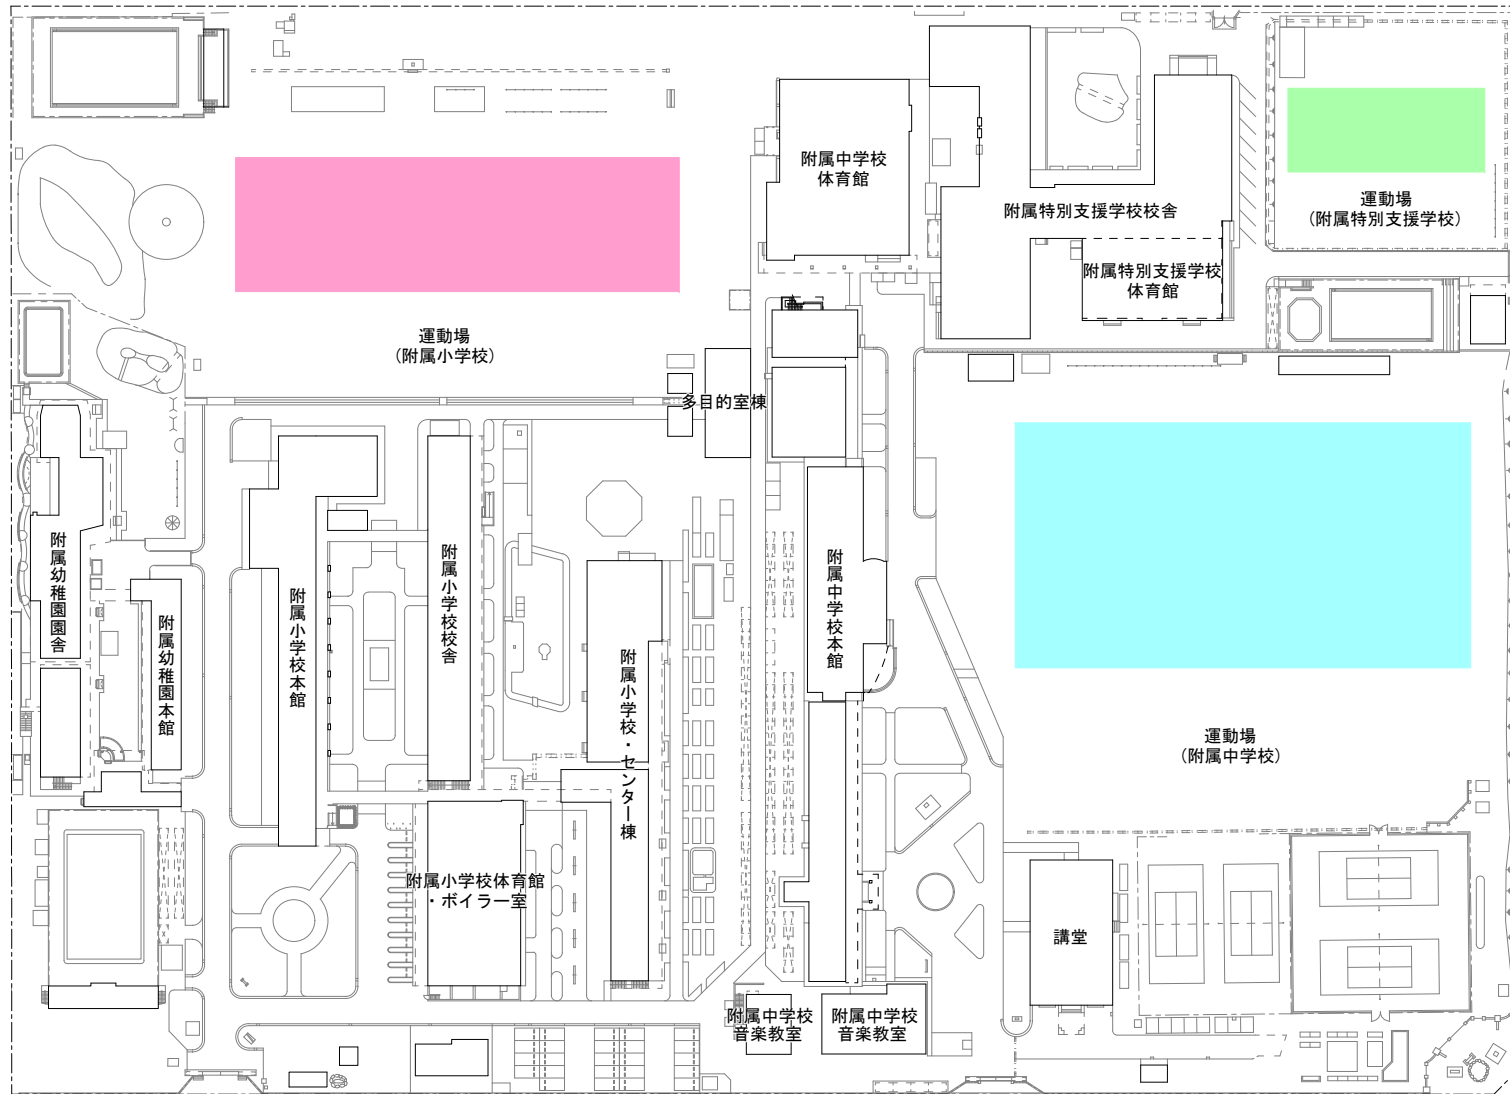 附属中学校
体育館
附属特別支援学校校舎
附属特別支援学校
体育館
運動場
（附属特別支援学校）
運動場
（附属小学校）
多目的室棟
附属幼稚園園舎
附属幼稚園本館
附属小学校本館
附属小学校校舎
附属小学校・センター棟
附属中学校本館
運動場
（附属中学校）
附属小学校体育館
・ボイラー室
講堂
附属中学校
音楽教室
附属中学校
音楽教室